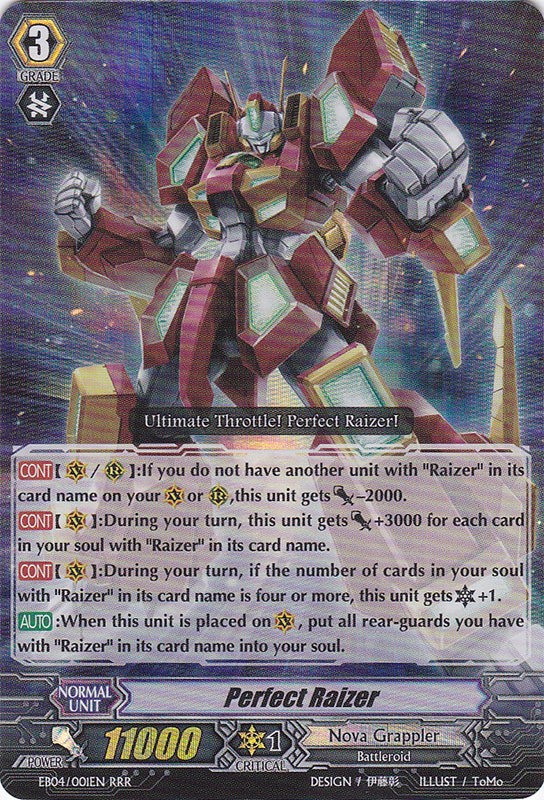 3
GRADE
Ultimate Throttle! Perfect Raizer!
CONT【 / 】:If you do not have another unit with "Raizer" in its
card name on your or ,this unit gets -2000.
CONT【 】:During your turn, this unit gets +3000 for each card
in your soul with "Raizer" in its card name.
CONT【 】:During your turn, if the number of cards in your soul
with "Raizer" in its card name is four or more, this unit gets +1.
AUTO:When this unit is placed on , put all rear-guards you have
with "Raizer" in its card name into your soul.
NORMAL
UNIT
Perfect Raizer
POWER
11000
1
CRITICAL
Nova Grappler
Battleroid
EB04/001EN RRR
DESIGN / 伊藤彰
ILLUST / ToMo